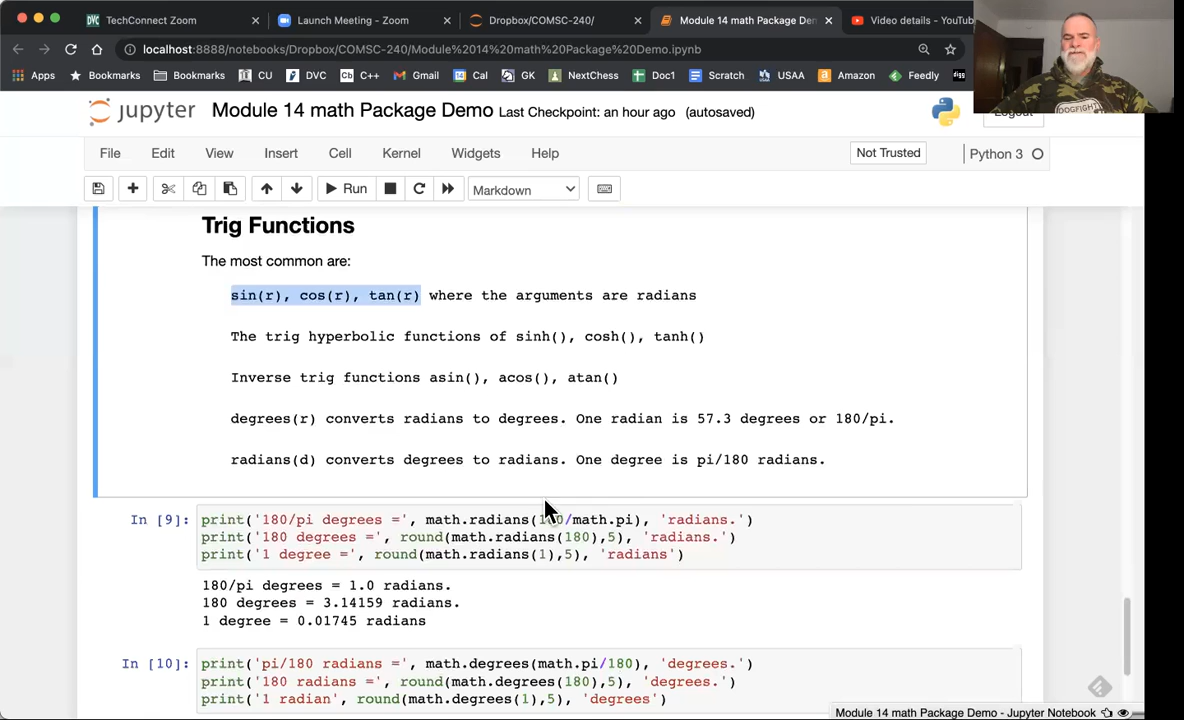 TechConnect Zoom
Launch Meeting - Zoom
Dropbox/COMSC-240/
Module 14 math Package Dem
Video details - YouTub
localhost:8888/notebooks/Dropbox/COMSC-240/Module%2014%20math%20Package%20Demo.ipynb
Apps Bookmarks Bookmarks CU DVC C++ Gmail Cal GK NextChess Doc1 Scratch USAA Amazon Feedly digg
jupyter Module 14 math Package Demo Last Checkpoint: an hour ago (autosaved)
DOGFIGHT
Logout
File Edit View Insert Cell Kernel Widgets Help Not Trusted Python 3
Run Markdown
Trig Functions
The most common are:
sin(r), cos(r), tan(r) where the arguments are radians
The trig hyperbolic functions of sinh(), cosh(), tanh()
Inverse trig functions asin(), acos(), atan()
degrees(r) converts radians to degrees. One radian is 57.3 degrees or 180/pi.
radians(d) converts degrees to radians. One degree is pi/180 radians.
In [9]: print('180/pi degrees =', math.radians(180/math.pi), 'radians.')
print('180 degrees =', round(math.radians(180),5), 'radians.')
print('1 degree =', round(math.radians(1),5), 'radians')
180/pi degrees = 1.0 radians.
180 degrees = 3.14159 radians.
1 degree = 0.01745 radians
In [10]: print('pi/180 radians =', math.degrees(math.pi/180), 'degrees.')
print('180 radians =', round(math.degrees(180),5), 'degrees.')
print('1 radian', round(math.degrees(1),5), 'degrees')
Module 14 math Package Demo - Jupyter Notebook